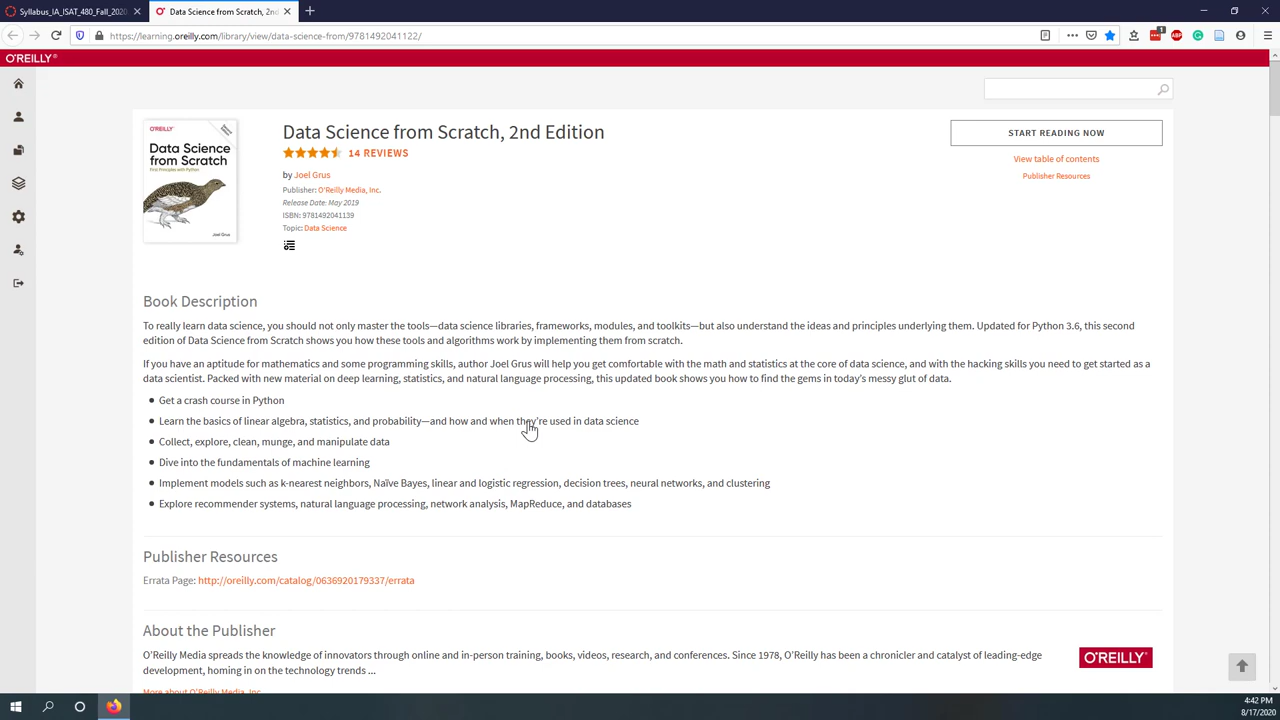 Syllabus_IA_ISAT_480_Fall_2020
Data Science from Scratch, 2nd
https://learning.oreilly.com/library/view/data-science-from/9781492041122/
O'REILLY®
START READING NOW
View table of contents
Publisher Resources
O'REILLY®
Data Science
from Scratch
First Principles with Python
Joel Grus
Data Science from Scratch, 2nd Edition
14 REVIEWS
by Joel Grus
Publisher: O'Reilly Media, Inc.
Release Date: May 2019
ISBN: 9781492041139
Topic: Data Science
Book Description
To really learn data science, you should not only master the tools—data science libraries, frameworks, modules, and toolkits—but also understand the ideas and principles underlying them. Updated for Python 3.6, this second
edition of Data Science from Scratch shows you how these tools and algorithms work by implementing them from scratch.
If you have an aptitude for mathematics and some programming skills, author Joel Grus will help you get comfortable with the math and statistics at the core of data science, and with the hacking skills you need to get started as a
data scientist. Packed with new material on deep learning, statistics, and natural language processing, this updated book shows you how to find the gems in today's messy glut of data.
• Get a crash course in Python
• Learn the basics of linear algebra, statistics, and probability—and how and when they're used in data science
• Collect, explore, clean, munge, and manipulate data
• Dive into the fundamentals of machine learning
• Implement models such as k-nearest neighbors, Naïve Bayes, linear and logistic regression, decision trees, neural networks, and clustering
• Explore recommender systems, natural language processing, network analysis, MapReduce, and databases
Publisher Resources
Errata Page: http://oreilly.com/catalog/0636920179337/errata
About the Publisher
O'Reilly Media spreads the knowledge of innovators through online and in-person training, books, videos, research, and conferences. Since 1978, O'Reilly has been a chronicler and catalyst of leading-edge
development, homing in on the technology trends ...
More about O'Reilly Media, Inc.
O'REILLY®
4:42 PM
8/17/2020